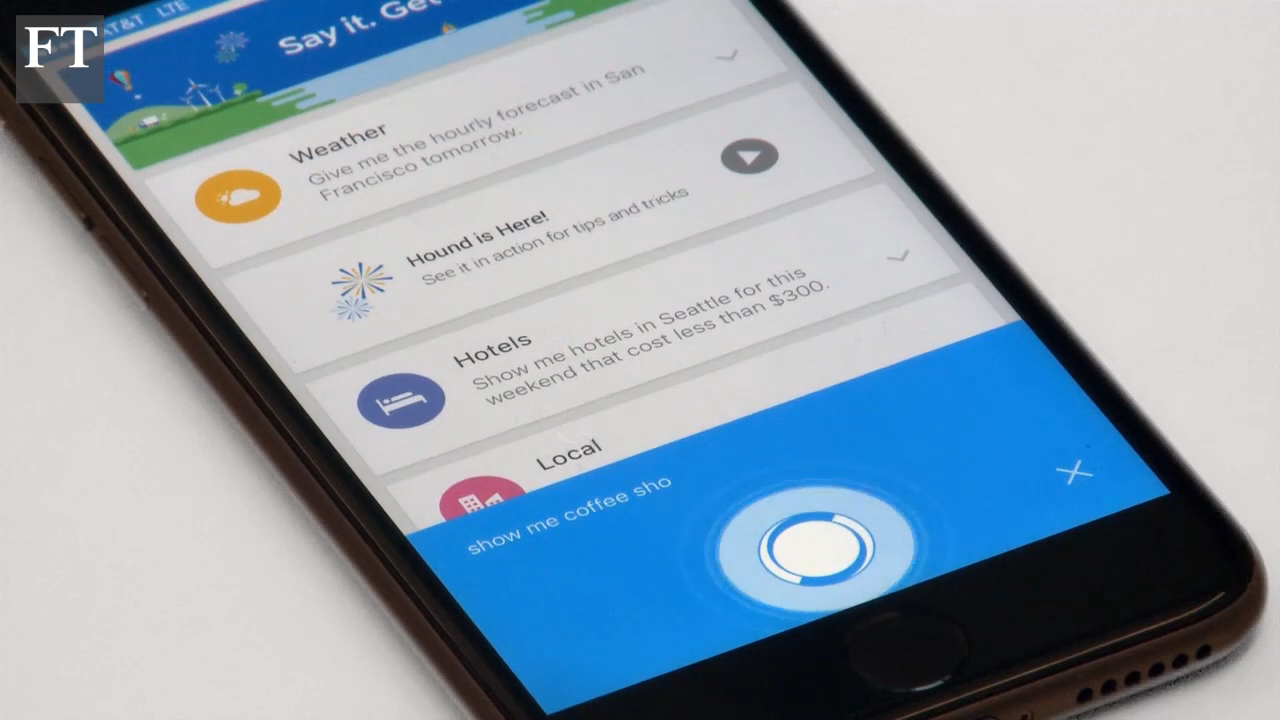 FT
AT&T LTE
Say it. Get
Weather
Give me the hourly forecast in San
Francisco tomorrow.
Hound is Here!
See it in action for tips and tricks
Hotels
Show me hotels in Seattle for this
weekend that cost less than $300.
Local
show me coffee sho